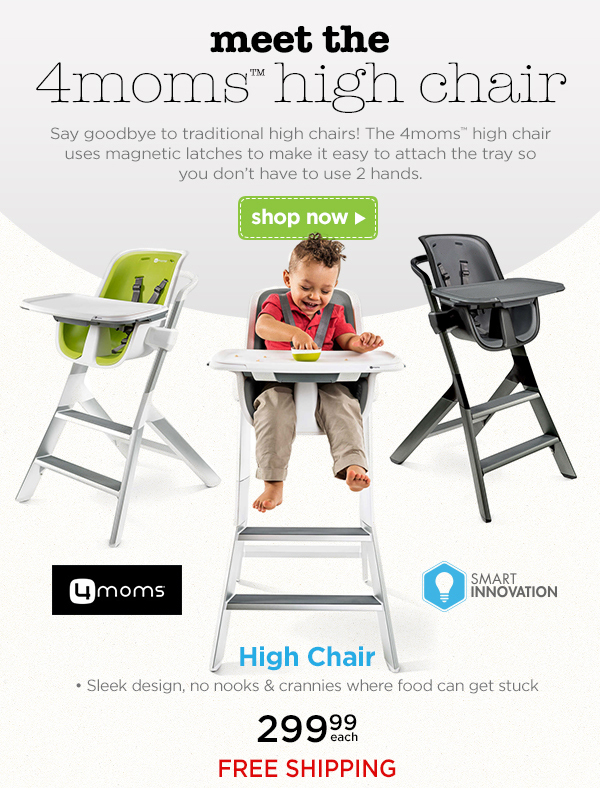 meet the
4moms™ high chair
Say goodbye to traditional high chairs! The 4moms™ high chair
uses magnetic latches to make it easy to attach the tray so
you don't have to use 2 hands.
shop now
4moms
SMART
INNOVATION
High Chair
• Sleek design, no nooks & crannies where food can get stuck
299⁹⁹
each
FREE SHIPPING